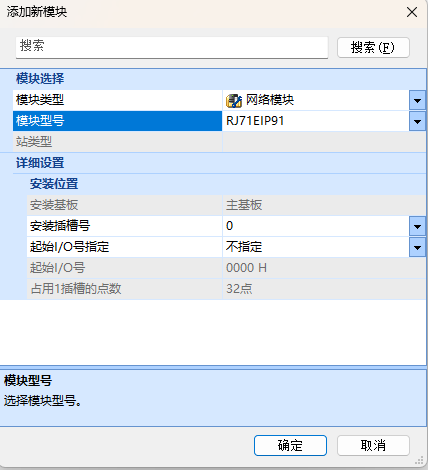 添加新模块
搜索
搜索(F)
模块选择
模块类型 网络模块
模块型号 RJ71EIP91
站类型
详细设置
安装位置
安装基板 主基板
安装插槽号 0
起始I/O号指定 不指定
起始I/O号 0000 H
占用1插槽的点数 32点
模块型号
选择模块型号。
确定 取消